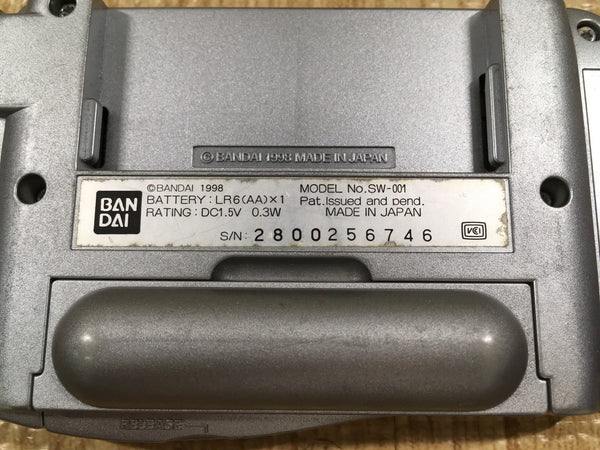 ©BANDAI 1998 MADE IN JAPAN
BAN
DAI
©BANDAI 1998
BATTERY: LR6(AA)×1
RATING: DC1.5V 0.3W
MODEL No. SW-001
Pat. Issued and pend.
MADE IN JAPAN
S/N: 2800256746
VCI